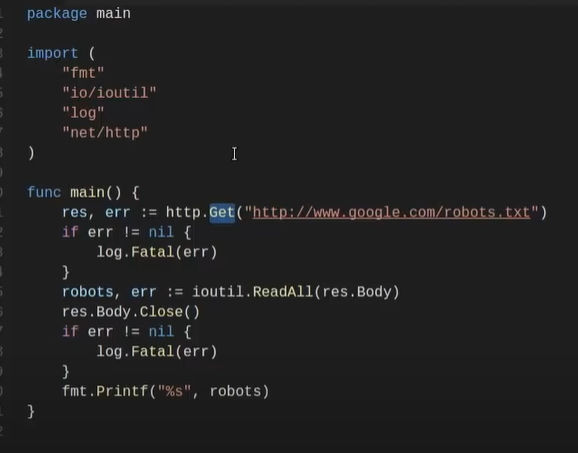 package main
import (
    "fmt"
    "io/ioutil"
    "log"
    "net/http"
)
func main() {
    res, err := http.Get("http://www.google.com/robots.txt")
    if err != nil {
        log.Fatal(err)
    }
    robots, err := ioutil.ReadAll(res.Body)
    res.Body.Close()
    if err != nil {
        log.Fatal(err)
    }
    fmt.Printf("%s", robots)
}